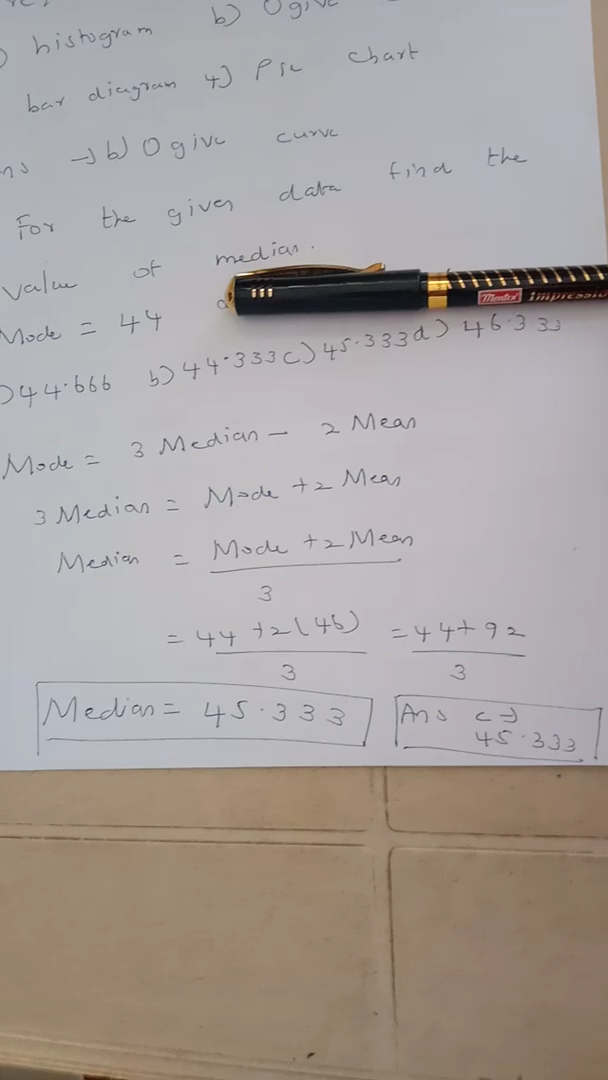 b) Ogive
histogram
bar diagram 4) Pie chart
→ b) Ogive curve
For the given data find the
value of median.
Mode = 44
44.666 b) 44.333 c) 45.333 d) 46.333
Mode = 3 Median - 2 Mean
3 Median = Mode + 2 Mean
Median = Mode + 2 Mean
3
= 44 + 2(46) = 44 + 92
3 3
Median = 45.333
Ans c →
45.333
Montex impressio